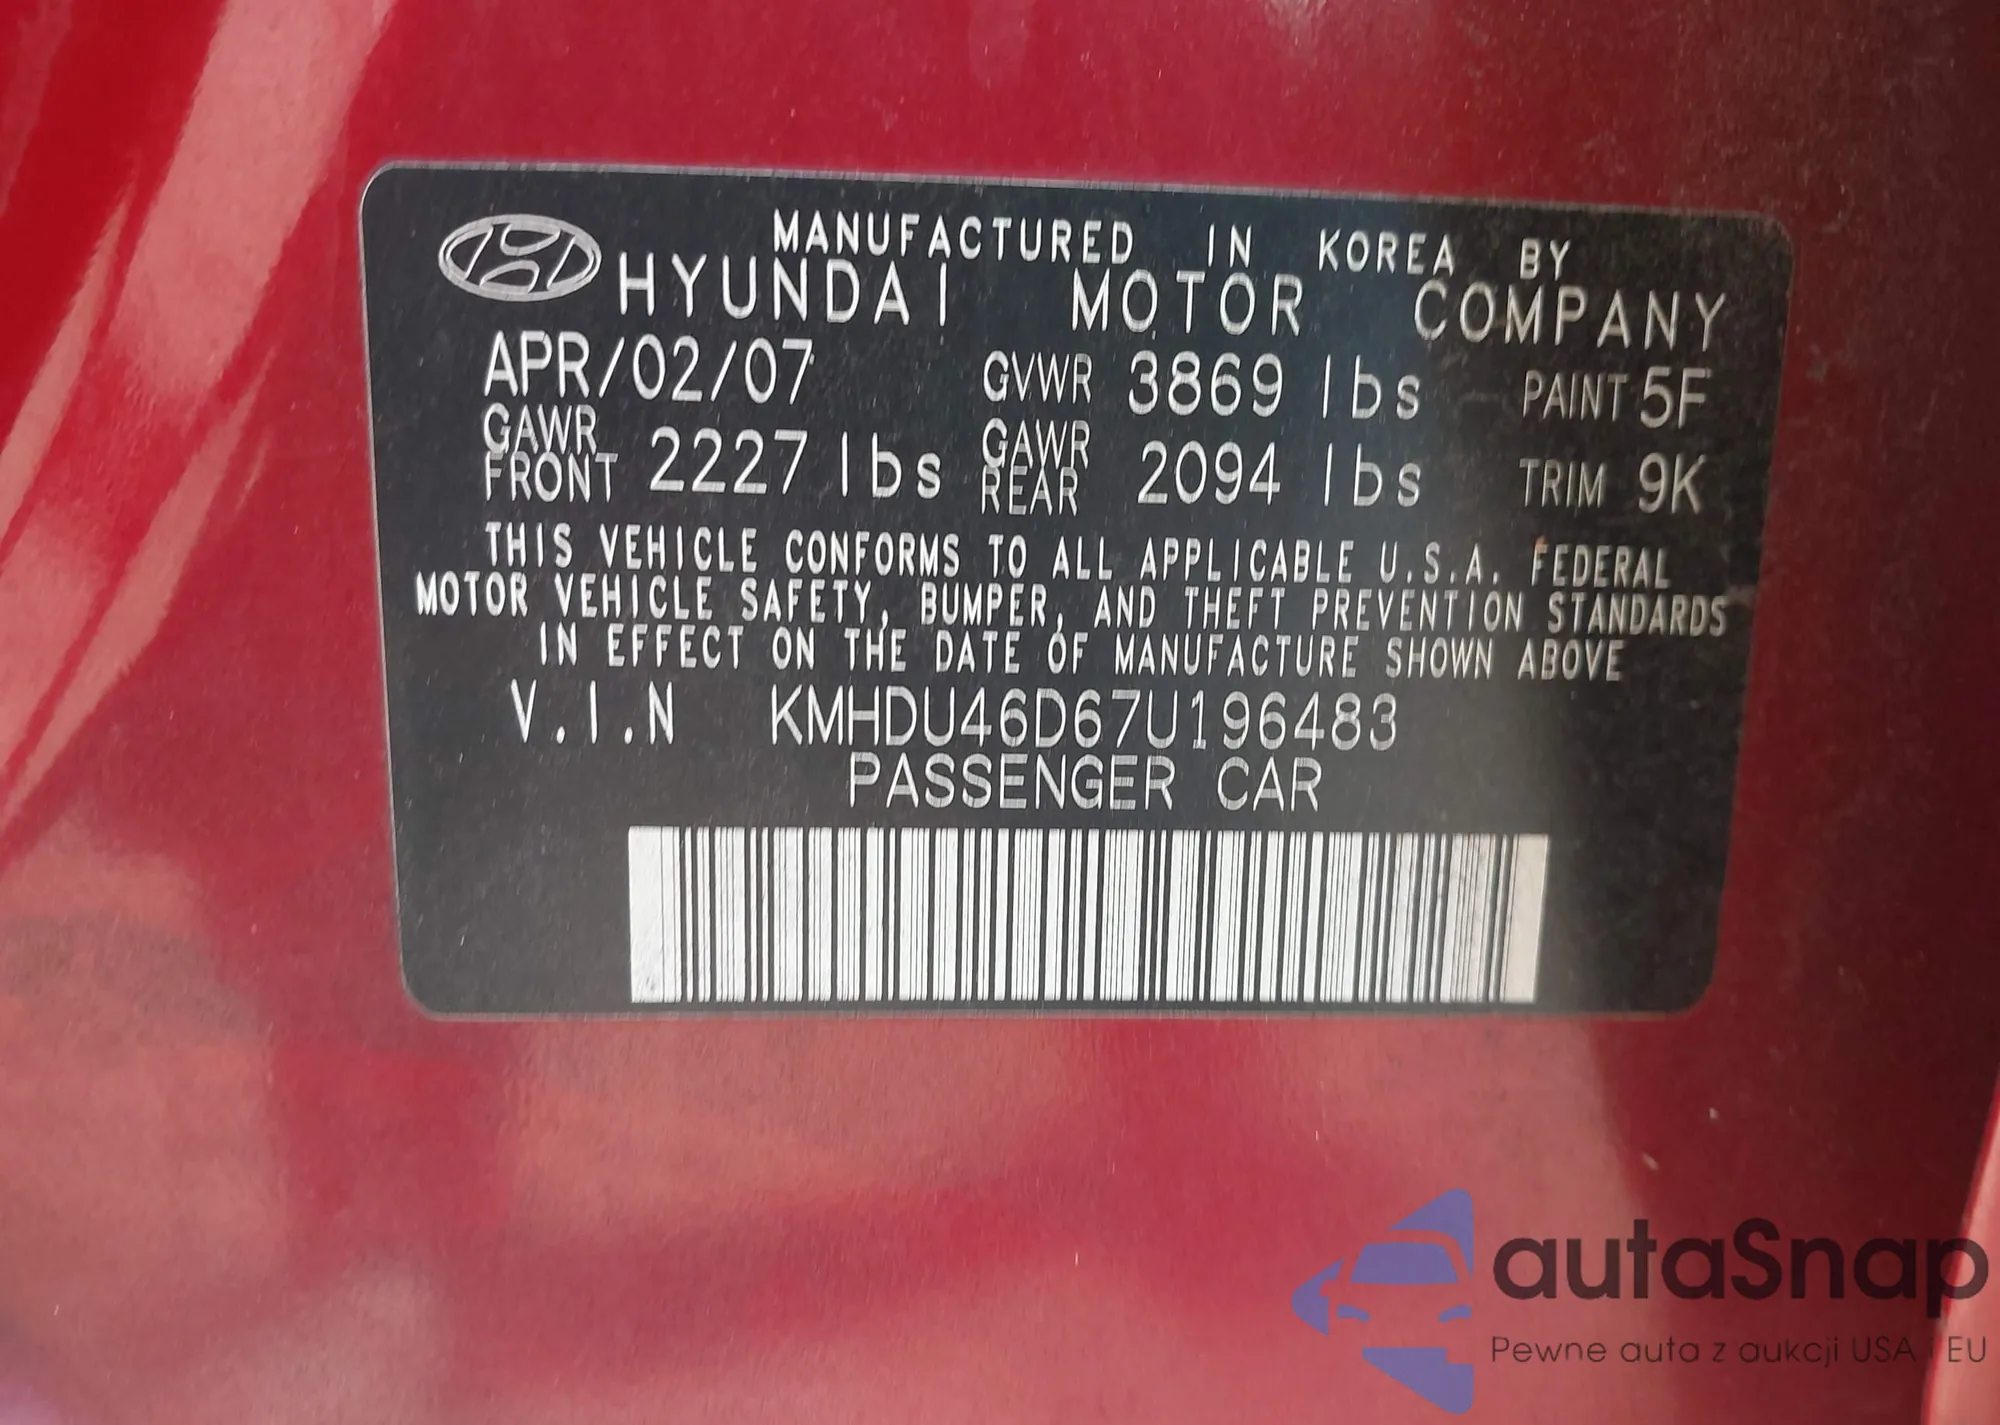 MANUFACTURED IN KOREA BY
HYUNDAI MOTOR COMPANY
APR/02/07 GVWR 3869 lbs PAINT 5F
GAWR FRONT 2227 lbs GAWR REAR 2094 lbs TRIM 9K
THIS VEHICLE CONFORMS TO ALL APPLICABLE U.S.A. FEDERAL
MOTOR VEHICLE SAFETY, BUMPER, AND THEFT PREVENTION STANDARDS
IN EFFECT ON THE DATE OF MANUFACTURE SHOWN ABOVE
V.I.N KMHDU46D67U196483
PASSENGER CAR
autaSnap
Pewne auta z aukcji USA i EU